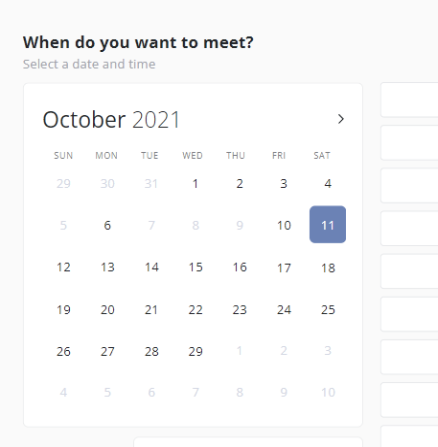 When do you want to meet?
Select a date and time
October 2021 >
SUN MON TUE WED THU FRI SAT
29 30 31 1 2 3 4
5 6 7 8 9 10 11
12 13 14 15 16 17 18
19 20 21 22 23 24 25
26 27 28 29 1 2 3
4 5 6 7 8 9 10